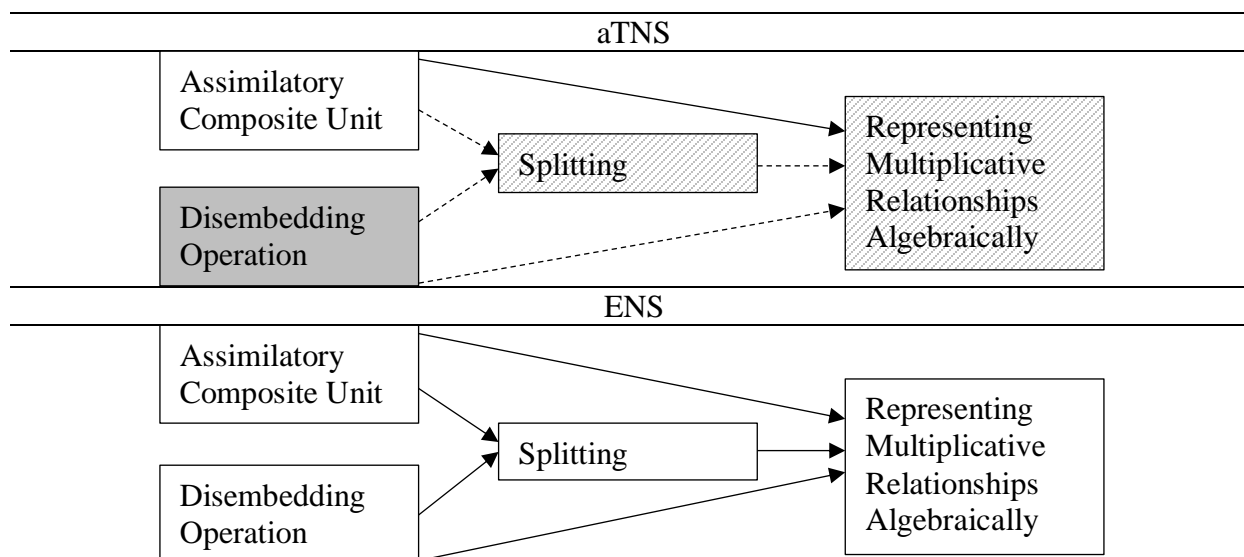 aTNS
Assimilatory
Composite Unit
Splitting
Representing
Multiplicative
Relationships
Algebraically
Disembedding
Operation
ENS
Assimilatory
Composite Unit
Splitting
Representing
Multiplicative
Relationships
Algebraically
Disembedding
Operation